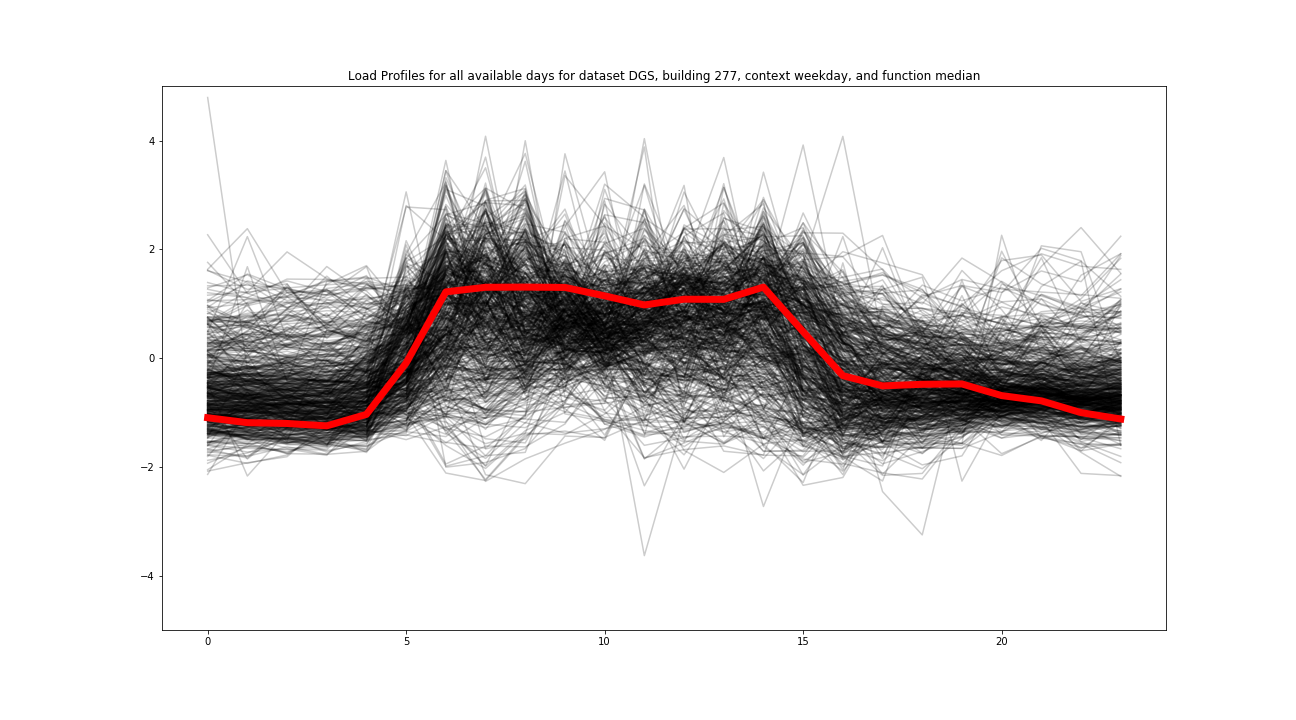 Load Profiles for all available days for dataset DGS, building 277, context weekday, and function median
4
2
0
−2
−4
0 5 10 15 20